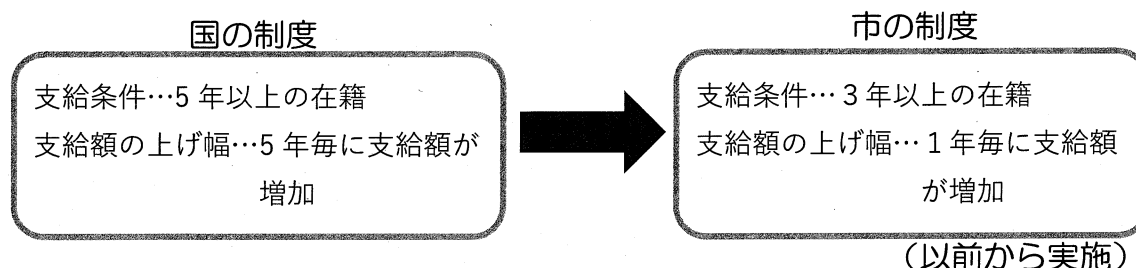 国の制度
支給条件…5年以上の在籍
支給額の上げ幅…5年毎に支給額が
増加
市の制度
支給条件…3年以上の在籍
支給額の上げ幅…1年毎に支給額
が増加
(以前から実施)